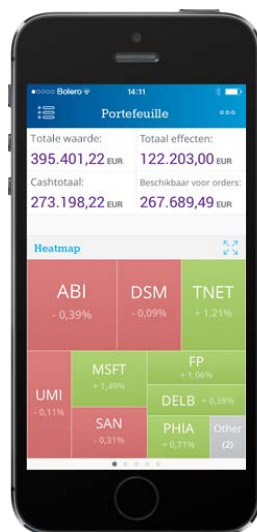 Bolero 14:11
Portefeuille
Totale waarde: Totaal effecten:
395.401,22 EUR 122.203,00 EUR
Cashtotaal: Beschikbaar voor orders:
273.198,22 EUR 267.689,49 EUR
Heatmap
ABI DSM TNET
- 0,39% - 0,09% + 1,21%
MSFT FP
+ 1,49% + 1,06%
UMI DELB + 0,38%
- 0,11%
SAN PHIA Other
- 0,31% + 0,71% (2)